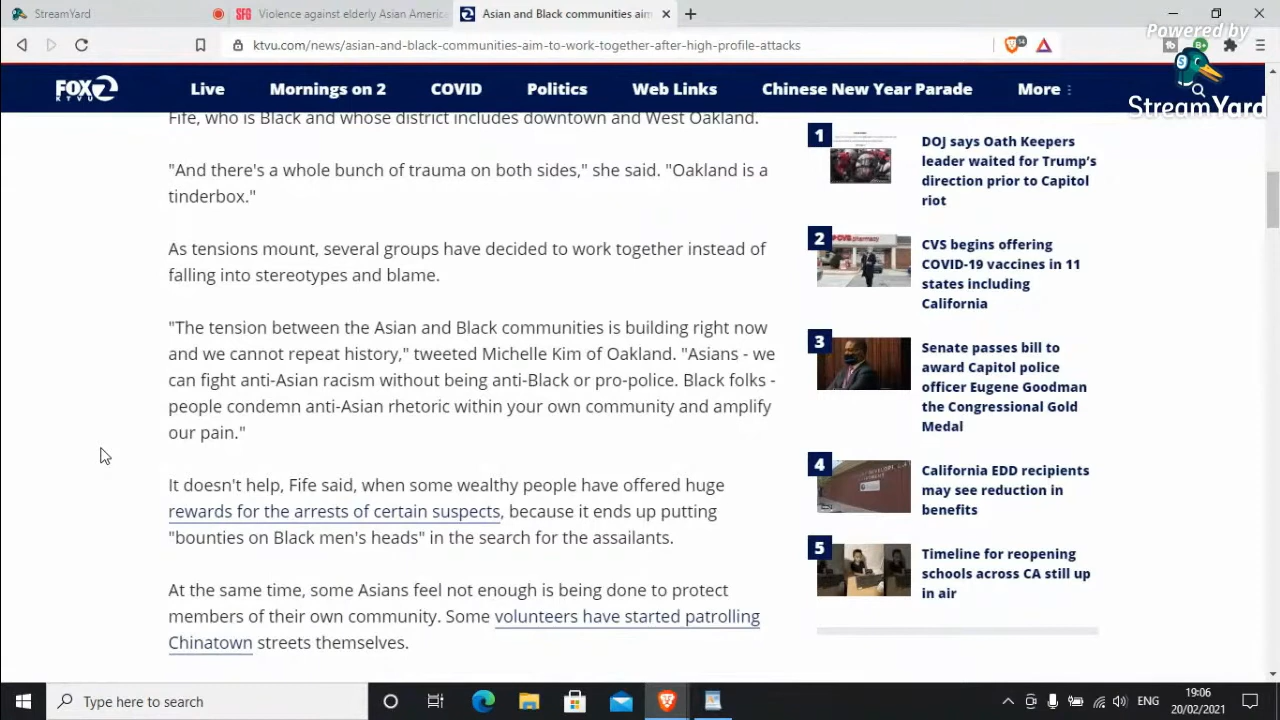 StreamYard
SFG Violence against elderly Asian Americ
Asian and Black communities aim
Powered by
ktvu.com/news/asian-and-black-communities-aim-to-work-together-after-high-profile-attacks
14
StreamYard
FOX 2
KTVU
Live
Mornings on 2
COVID
Politics
Web Links
Chinese New Year Parade
More
Fife, who is Black and whose district includes downtown and West Oakland.
"And there's a whole bunch of trauma on both sides," she said. "Oakland is a
tinderbox."
As tensions mount, several groups have decided to work together instead of
falling into stereotypes and blame.
"The tension between the Asian and Black communities is building right now
and we cannot repeat history," tweeted Michelle Kim of Oakland. "Asians - we
can fight anti-Asian racism without being anti-Black or pro-police. Black folks -
people condemn anti-Asian rhetoric within your own community and amplify
our pain."
It doesn't help, Fife said, when some wealthy people have offered huge
rewards for the arrests of certain suspects, because it ends up putting
"bounties on Black men's heads" in the search for the assailants.
At the same time, some Asians feel not enough is being done to protect
members of their own community. Some volunteers have started patrolling
Chinatown streets themselves.
1
DOJ says Oath Keepers
leader waited for Trump's
direction prior to Capitol
riot
2
CVS begins offering
COVID-19 vaccines in 11
states including
California
3
Senate passes bill to
award Capitol police
officer Eugene Goodman
the Congressional Gold
Medal
4
California EDD recipients
may see reduction in
benefits
5
Timeline for reopening
schools across CA still up
in air
Type here to search
ENG
19:06
20/02/2021